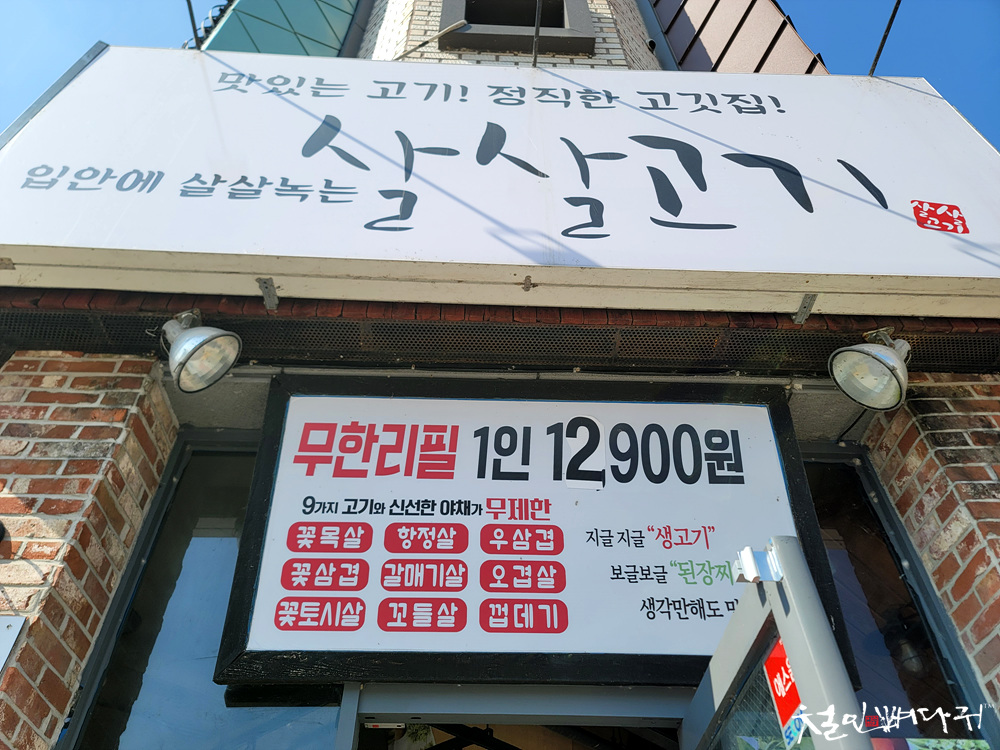 맛있는 고기! 정직한 고깃집!
입안에 살살녹는 살살고기
살살
고기
무한리필 1인 12,900원
9가지 고기와 신선한 야채가 무제한
꽃목살 항정살 우삼겹
꽃삼겹 갈매기살 오겹살
꽃토시살 꼬들살 껍데기
지글지글 "생고기"
보글보글 "된장찌
생각만해도